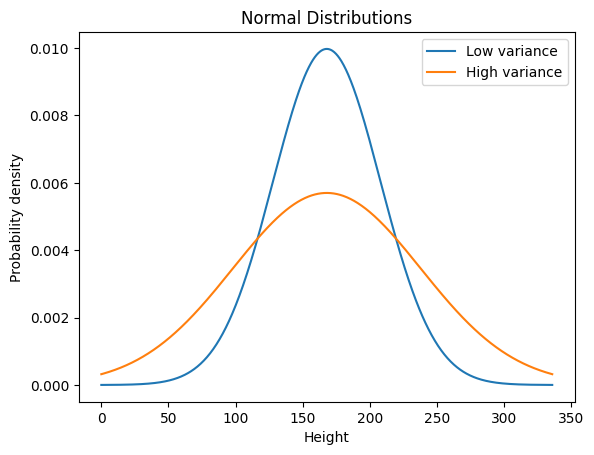 Normal Distributions
Low variance
High variance
Probability density
0.010
0.008
0.006
0.004
0.002
0.000
0 50 100 150 200 250 300 350
Height